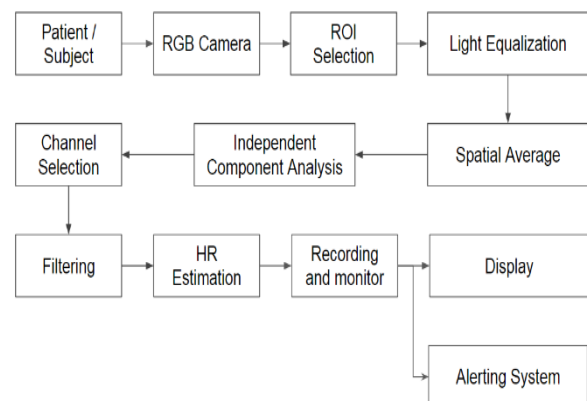 Patient /
Subject
RGB Camera
ROI
Selection
Light Equalization
Channel
Selection
Independent
Component Analysis
Spatial Average
Filtering
HR
Estimation
Recording
and monitor
Display
Alerting System